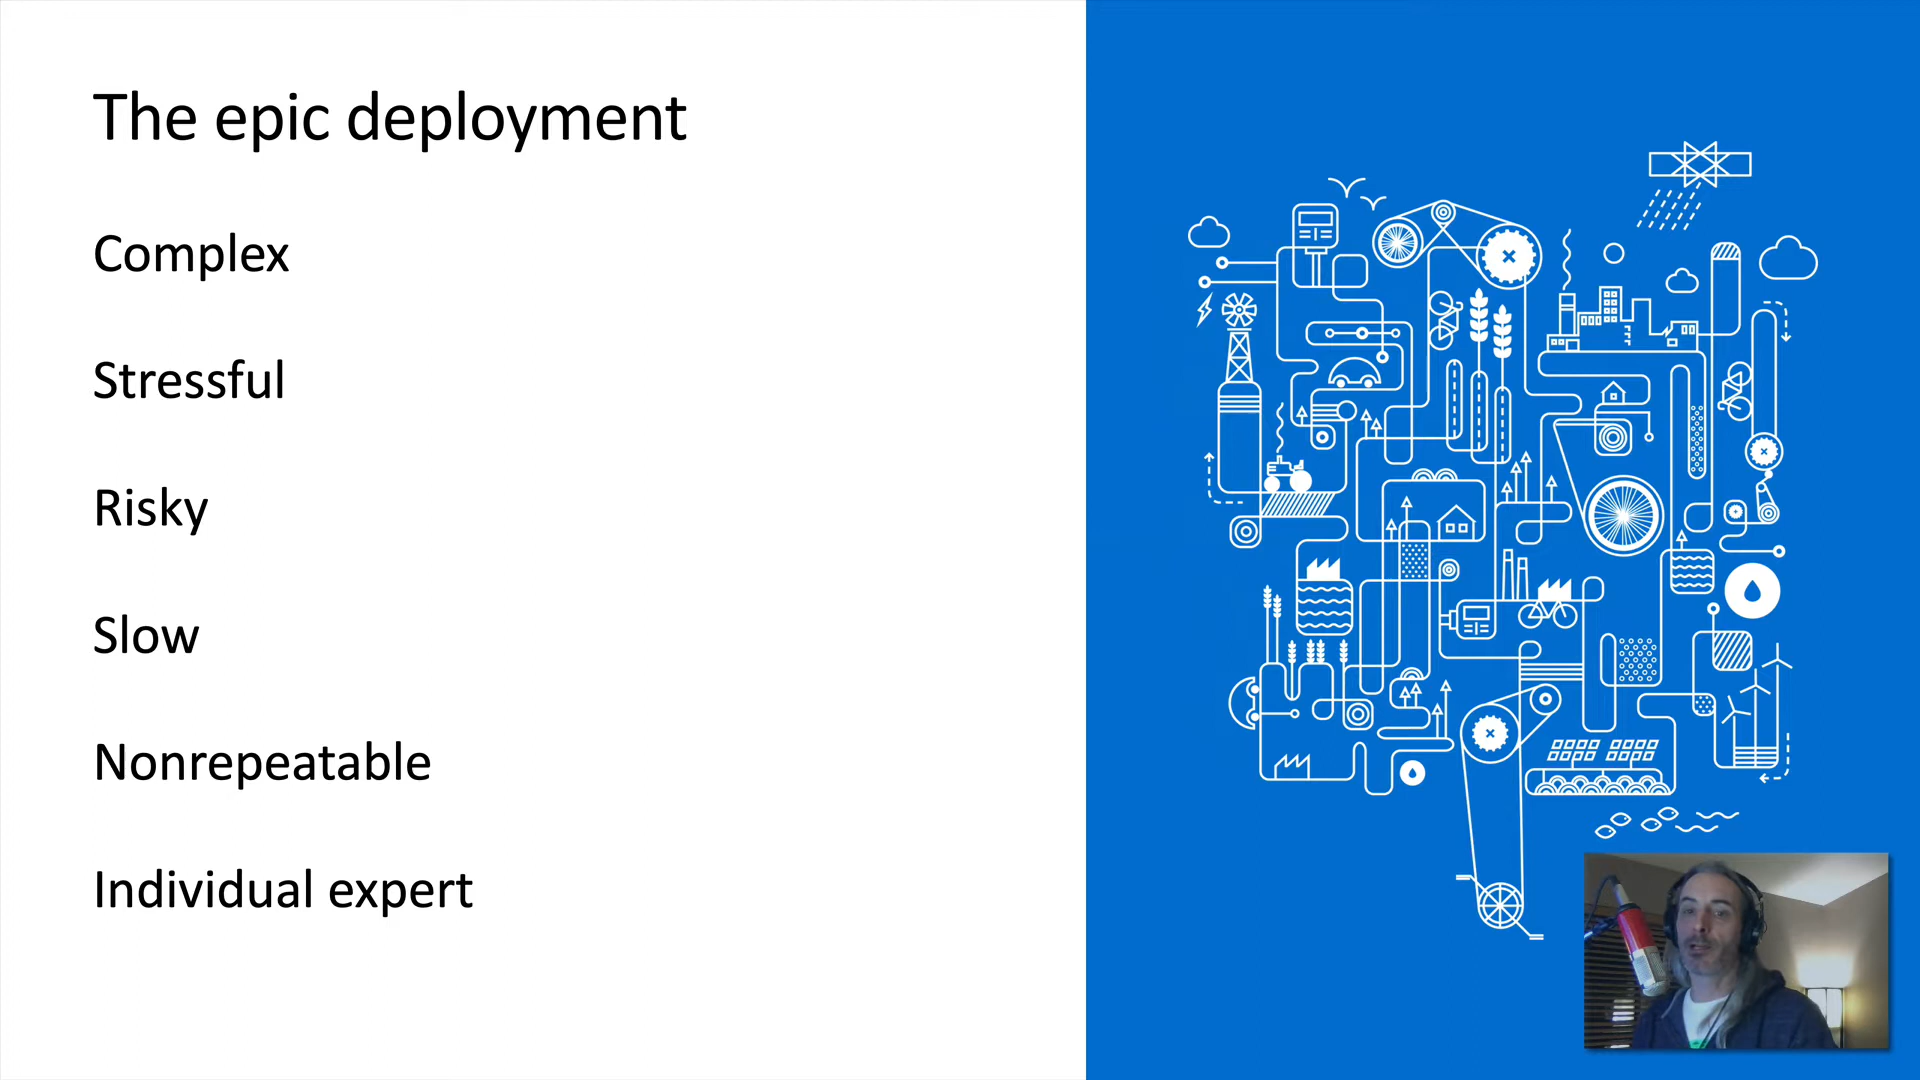 The epic deployment
Complex
Stressful
Risky
Slow
Nonrepeatable
Individual expert